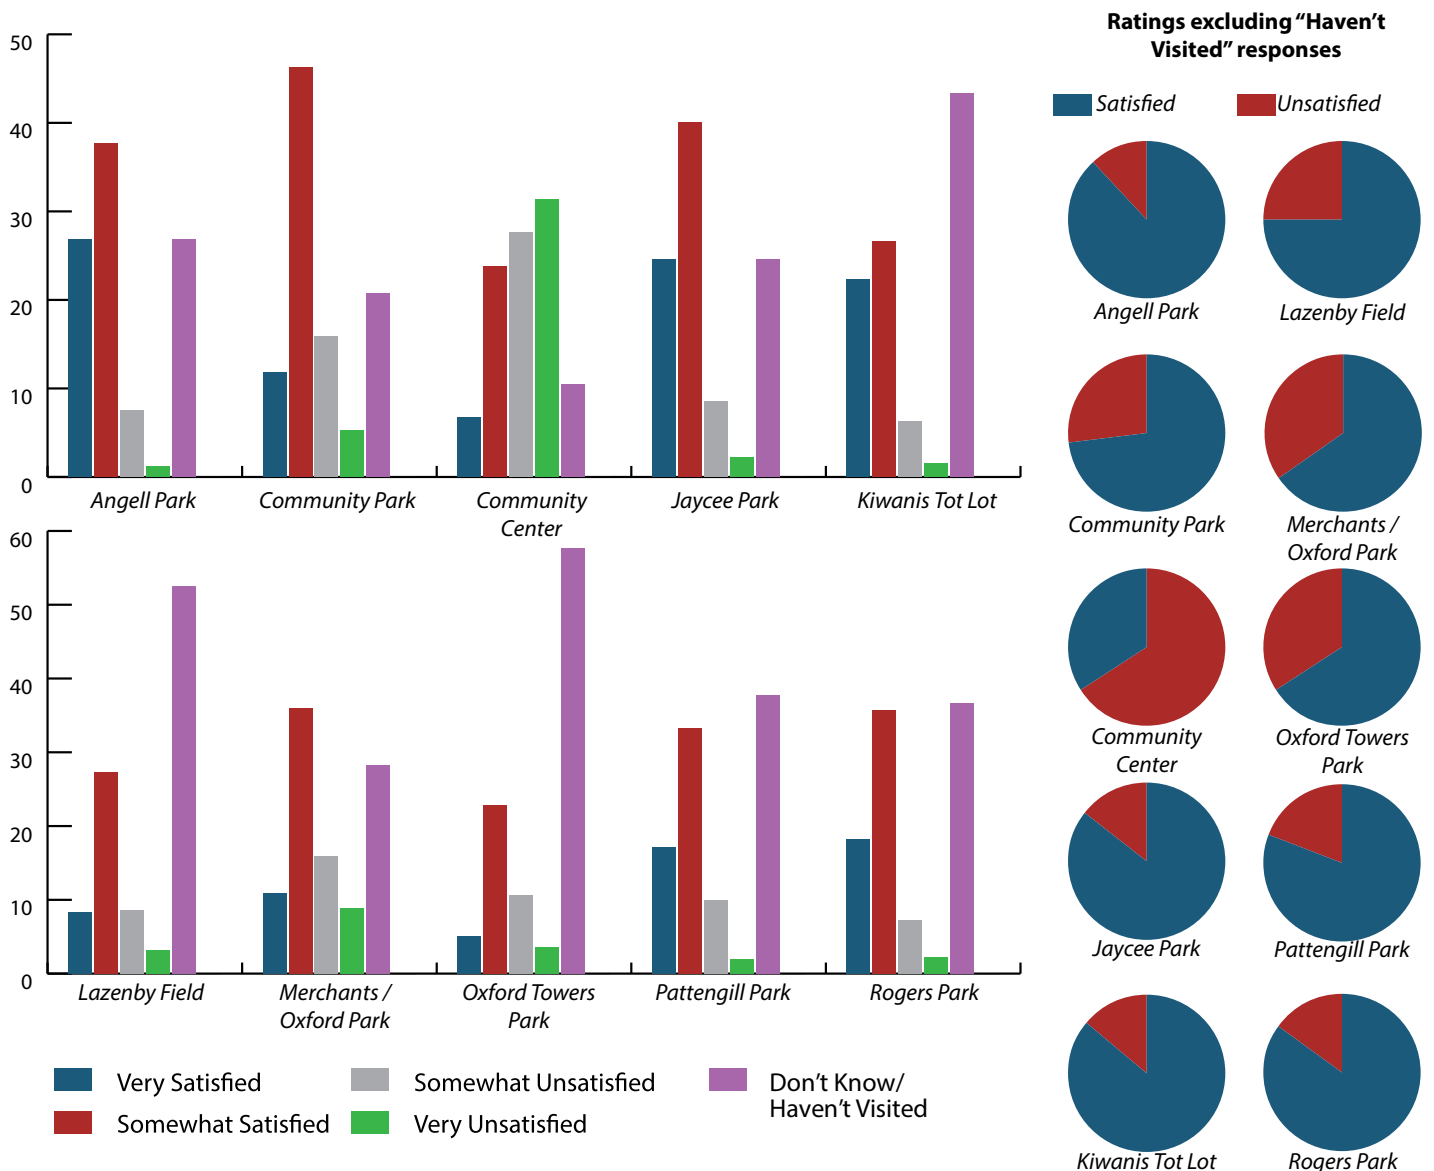 50
40
30
20
10
0
Angell Park
Community Park
Community
Center
Jaycee Park
Kiwanis Tot Lot
60
50
40
30
20
10
0
Lazenby Field
Merchants /
Oxford Park
Oxford Towers
Park
Pattengill Park
Rogers Park
Very Satisfied
Somewhat Satisfied
Somewhat Unsatisfied
Very Unsatisfied
Don't Know/
Haven't Visited
Ratings excluding “Haven’t
Visited” responses
Satisfied
Unsatisfied
Angell Park
Lazenby Field
Community Park
Merchants /
Oxford Park
Community
Center
Oxford Towers
Park
Jaycee Park
Pattengill Park
Kiwanis Tot Lot
Rogers Park